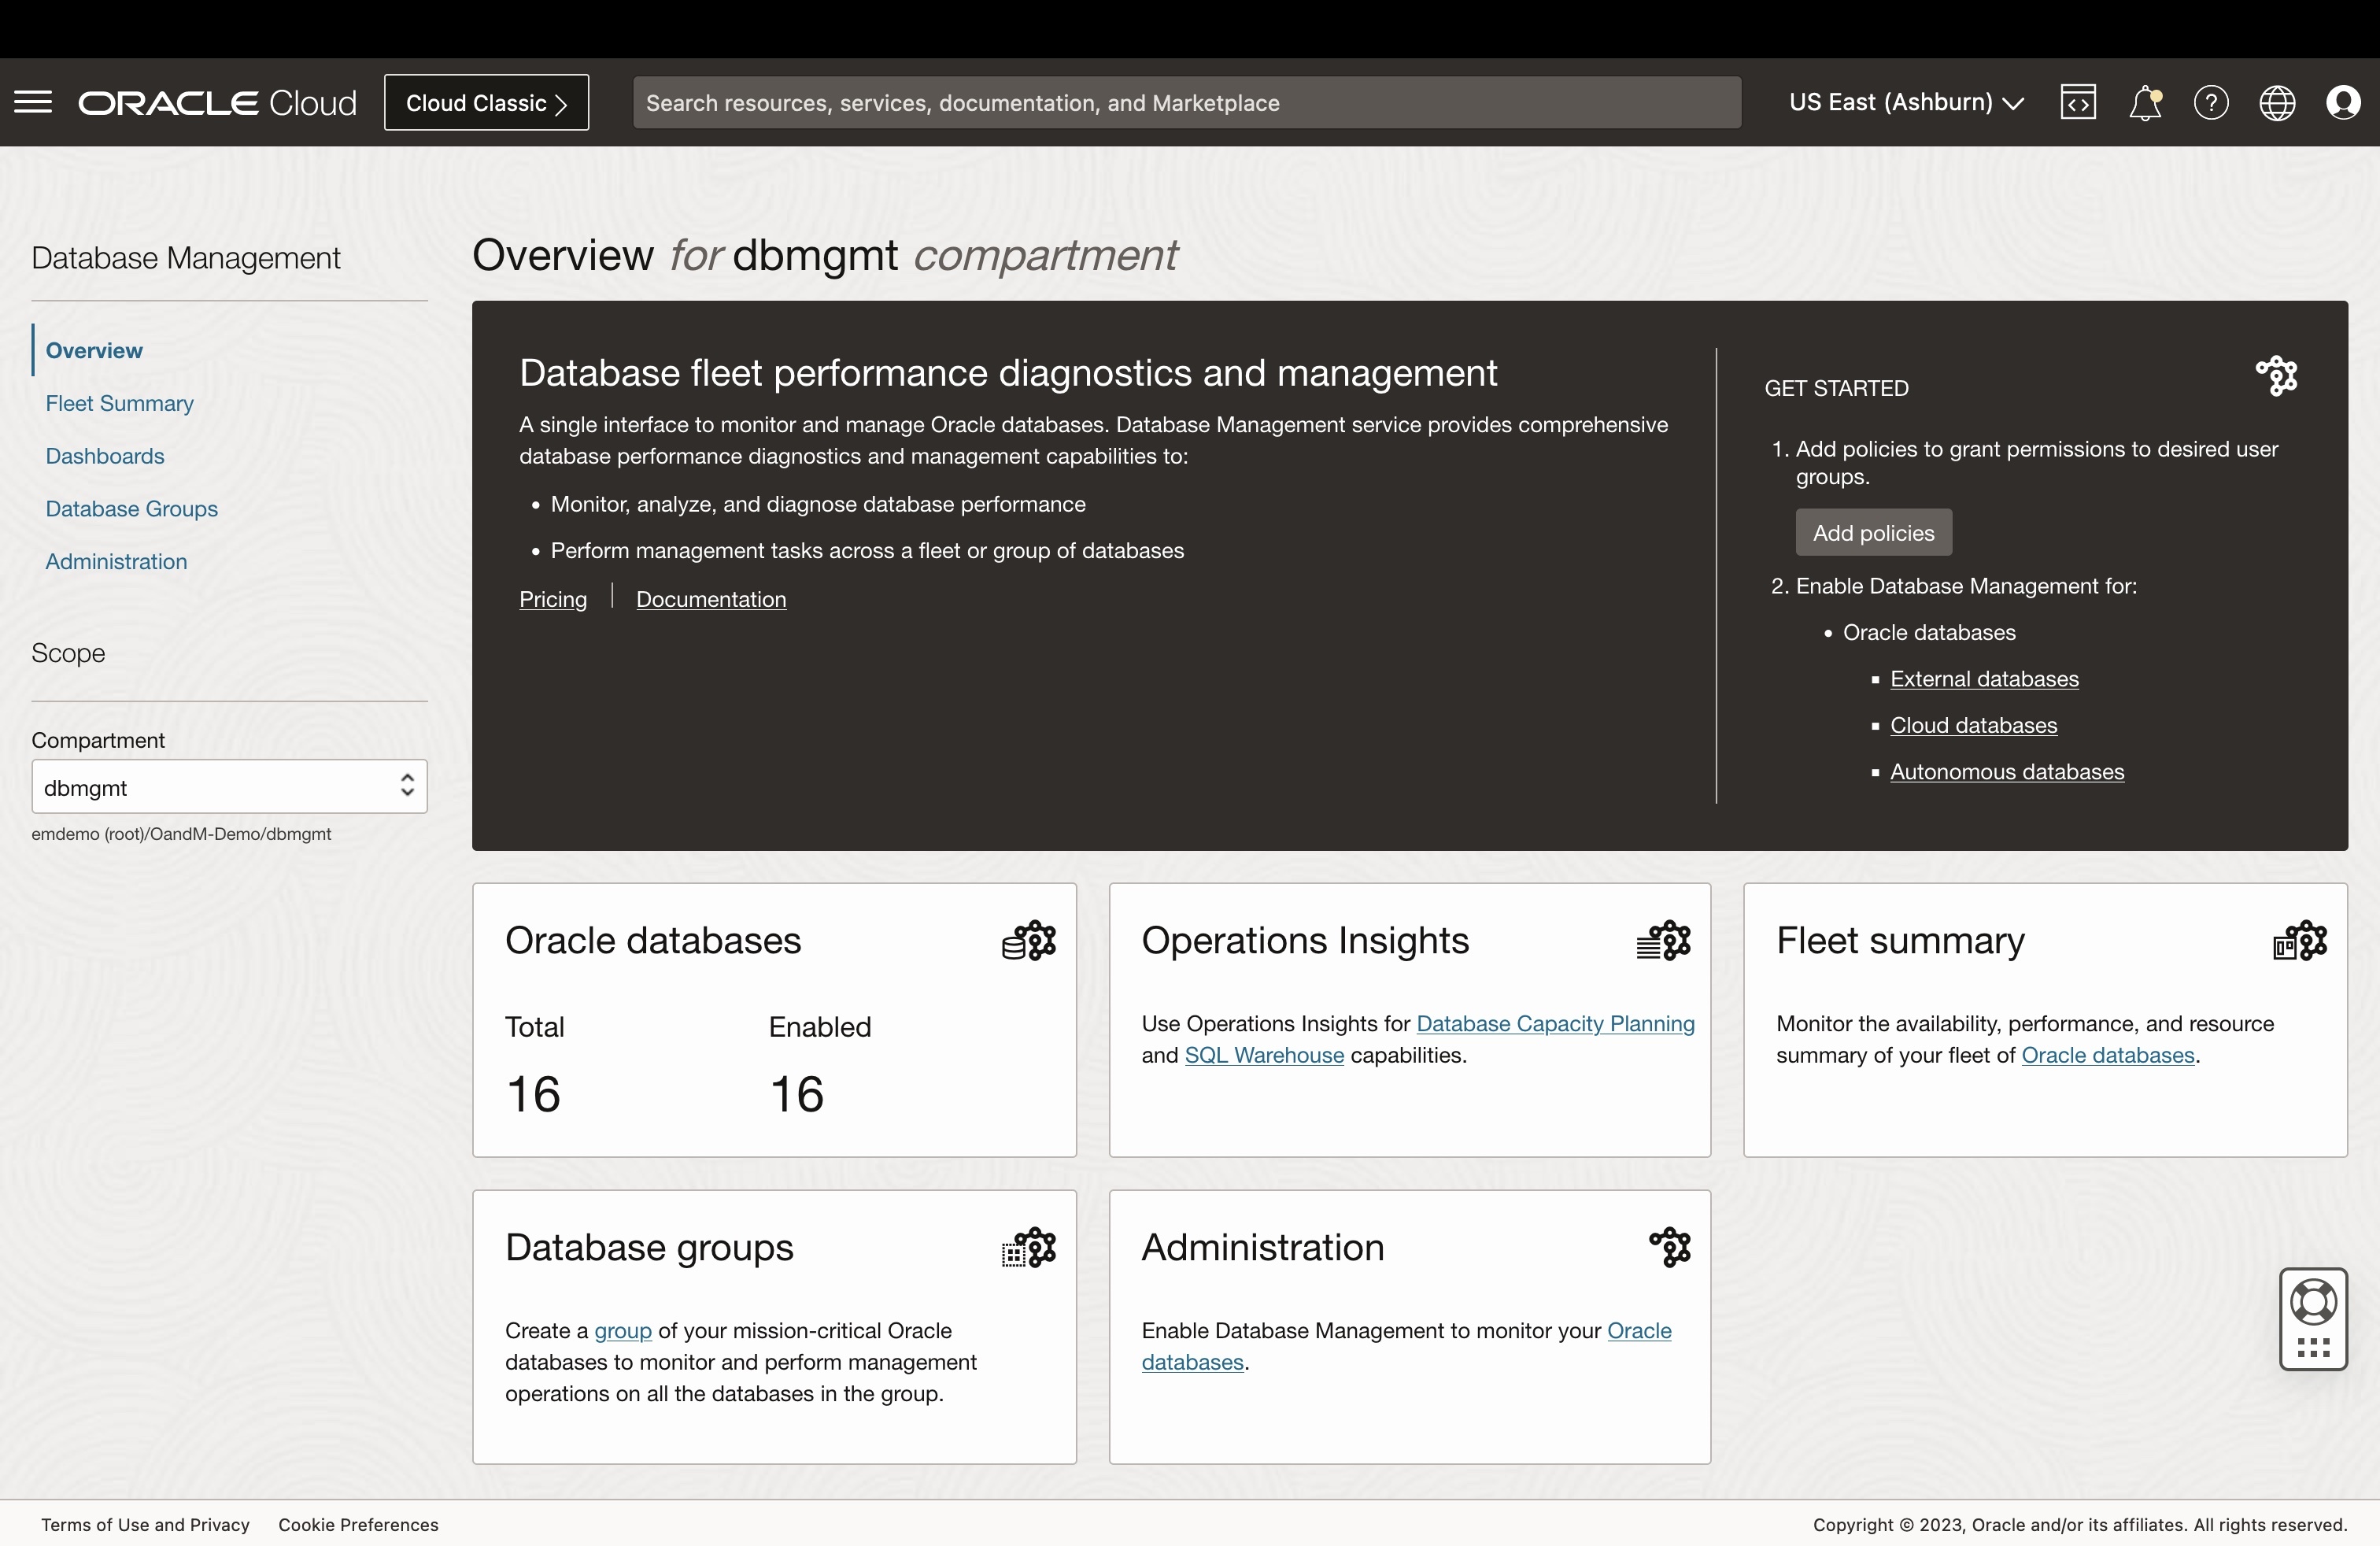 ORACLE Cloud
Cloud Classic
Search resources, services, documentation, and Marketplace
US East (Ashburn)
Database Management
Overview
Fleet Summary
Dashboards
Database Groups
Administration
Scope
Compartment
dbmgmt
emdemo (root)/OandM-Demo/dbmgmt
Overview for dbmgmt compartment
Database fleet performance diagnostics and management
A single interface to monitor and manage Oracle databases. Database Management service provides comprehensive
database performance diagnostics and management capabilities to:
• Monitor, analyze, and diagnose database performance
• Perform management tasks across a fleet or group of databases
Pricing | Documentation
GET STARTED
1. Add policies to grant permissions to desired user
groups.
Add policies
2. Enable Database Management for:
• Oracle databases
▪ External databases
▪ Cloud databases
▪ Autonomous databases
Oracle databases
Total Enabled
16 16
Operations Insights
Use Operations Insights for Database Capacity Planning
and SQL Warehouse capabilities.
Fleet summary
Monitor the availability, performance, and resource
summary of your fleet of Oracle databases.
Database groups
Create a group of your mission-critical Oracle
databases to monitor and perform management
operations on all the databases in the group.
Administration
Enable Database Management to monitor your Oracle
databases.
Terms of Use and Privacy Cookie Preferences
Copyright © 2023, Oracle and/or its affiliates. All rights reserved.